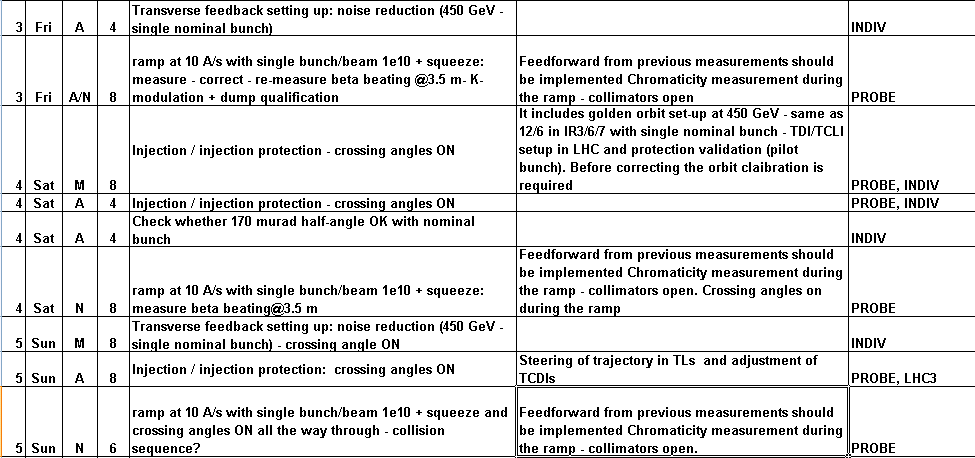 Transverse feedback setting up: noise reduction (450 GeV -
3 Fri A 4 single nominal bunch) INDIV
ramp at 10 A/s with single bunch/beam 1e10 + squeeze: Feedforward from previous measurements should
measure - correct - re-measure beta beating @3.5 m- K- be implemented Chromaticity measurement during
3 Fri A/N 8 modulation + dump qualification the ramp - collimators open PROBE
It includes golden orbit set-up at 450 GeV - same as
12/6 in IR3/6/7 with single nominal bunch - TDI/TCLI
Injection / injection protection - crossing angles ON setup in LHC and protection validation (pilot
bunch). Before correcting the orbit claibration is
4 Sat M 8 required PROBE, INDIV
4 Sat A 4 Injection / injection protection - crossing angles ON PROBE, INDIV
Check whether 170 murad half-angle OK with nominal
4 Sat A 4 bunch INDIV
Feedforward from previous measurements should
be implemented Chromaticity measurement during
ramp at 10 A/s with single bunch/beam 1e10 + squeeze: the ramp - collimators open. Crossing angles on
4 Sat N 8 measure beta beating@3.5 m during the ramp PROBE
Transverse feedback setting up: noise reduction (450 GeV -
5 Sun M 8 single nominal bunch) - crossing angle ON INDIV
Injection / injection protection: crossing angles ON Steering of trajectory in TLs and adjustment of
5 Sun A 8 TCDIs PROBE, LHC3
ramp at 10 A/s with single bunch/beam 1e10 + squeeze and Feedforward from previous measurements should
crossing angles ON all the way through - collision be implemented Chromaticity measurement during
5 Sun N 6 sequence? the ramp - collimators open. PROBE